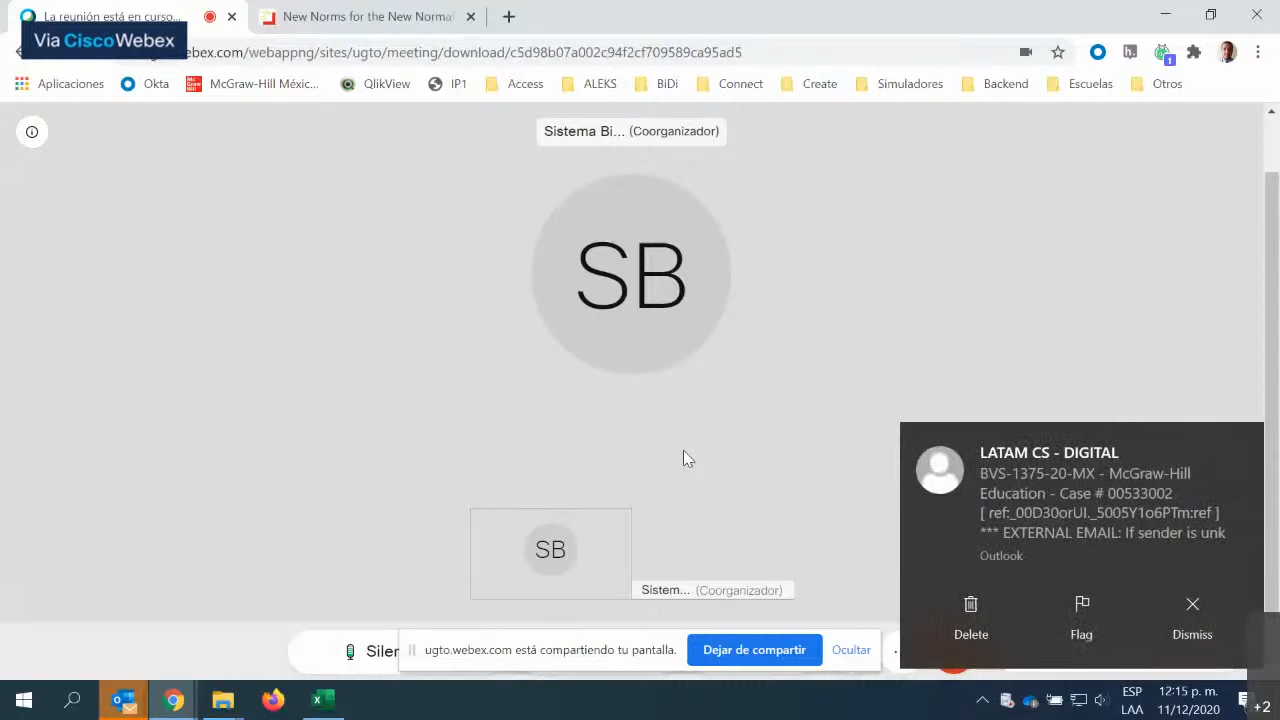 La reunión está en curso...
New Norms for the New Normal
Via CiscoWebex
ebex.com/webappng/sites/ugto/meeting/download/c5d98b07a002c94f2cf709589ca95ad5
1
Aplicaciones
Okta
McGraw-Hill Méxic...
QlikView
IP1
Access
ALEKS
BiDi
Connect
Create
Simuladores
Backend
Escuelas
Otros
Sistema Bi... (Coorganizador)
SB
SB
Sistem... (Coorganizador)
LATAM CS - DIGITAL
BVS-1375-20-MX - McGraw-Hill
Education - Case # 00533002
[ ref:_00D30orUI._5005Y1o6PTm:ref ]
*** EXTERNAL EMAIL: If sender is unk
Outlook
Delete
Flag
Dismiss
Silen
ugto.webex.com está compartiendo tu pantalla.
Dejar de compartir
Ocultar
ESP
LAA
12:15 p. m.
11/12/2020
+2